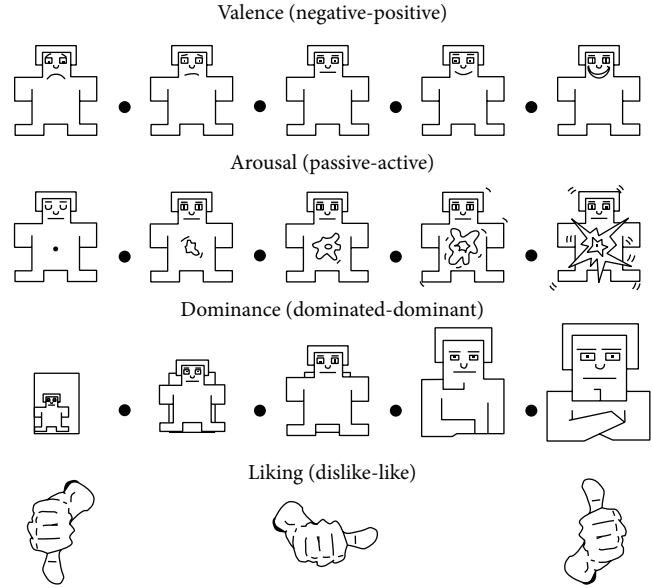 Valence (negative-positive)
Arousal (passive-active)
Dominance (dominated-dominant)
Liking (dislike-like)